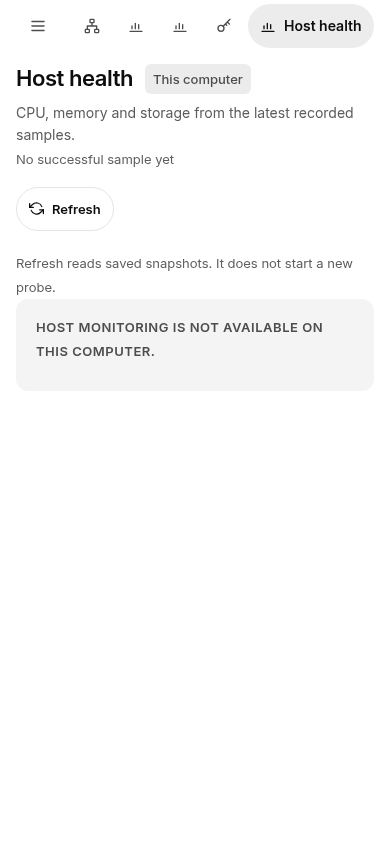 Host health
Host health
This computer
CPU, memory and storage from the latest recorded
samples.
No successful sample yet
Refresh
Refresh reads saved snapshots. It does not start a new
probe.
HOST MONITORING IS NOT AVAILABLE ON
THIS COMPUTER.